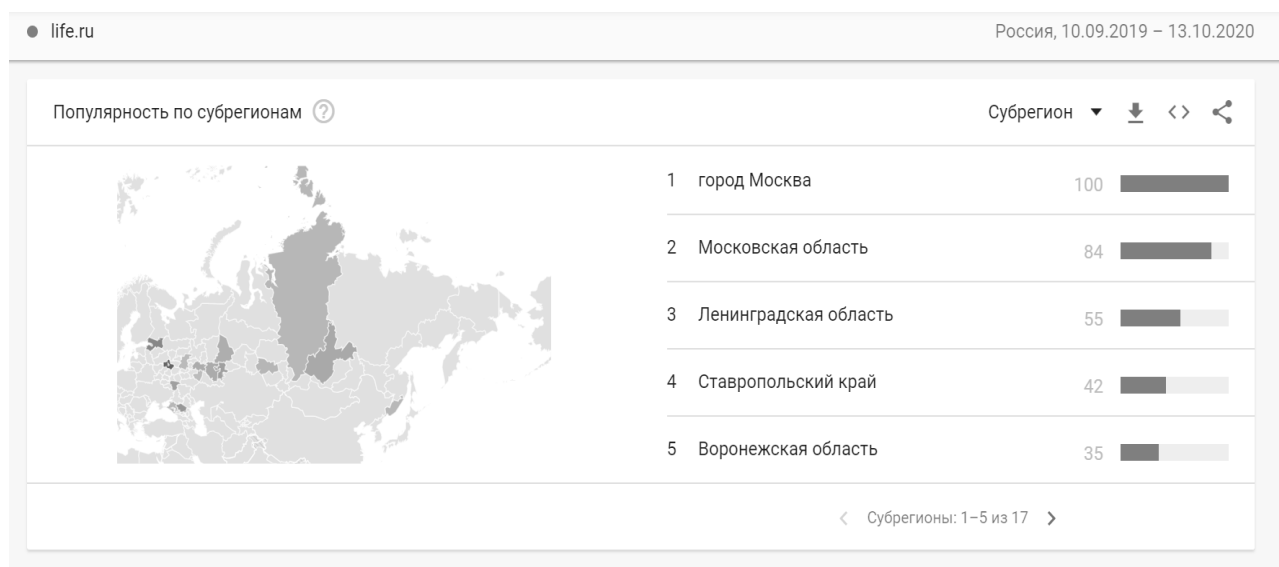 life.ru Россия, 10.09.2019 – 13.10.2020
Популярность по субрегионам ? Субрегион
1 город Москва 100
2 Московская область 84
3 Ленинградская область 55
4 Ставропольский край 42
5 Воронежская область 35
Субрегионы: 1–5 из 17